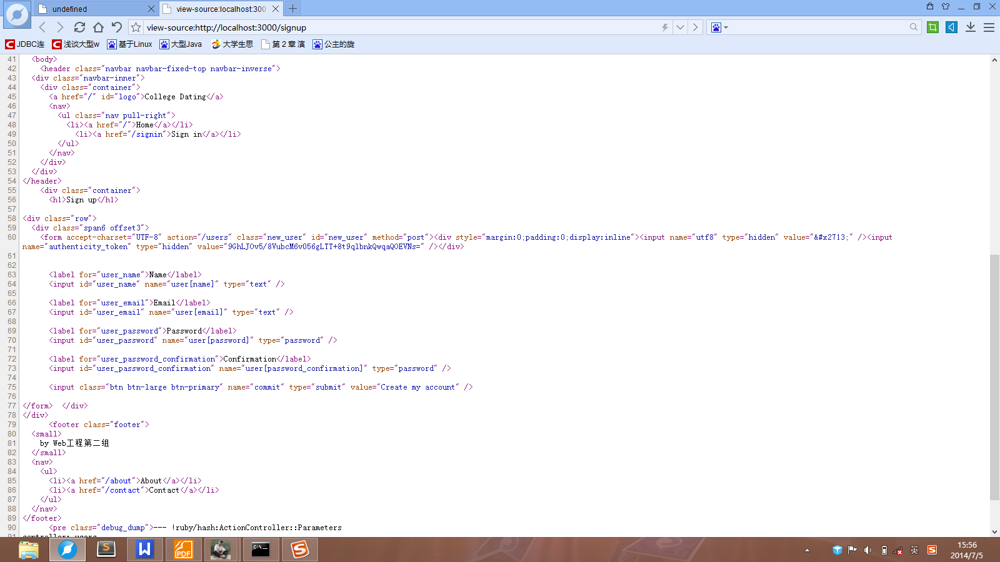 undefined
view-source:localhost:300
view-source:http://localhost:3000/signup
JDBC连
浅谈大型w
基于Linux
大型Java
大学生思
第 2 章 演
公主的旋
41 <body>
42 <header class="navbar navbar-fixed-top navbar-inverse">
43 <div class="navbar-inner">
44 <div class="container">
45 <a href="/" id="logo">College Dating</a>
46 <nav>
47 <ul class="nav pull-right">
48 <li><a href="/">Home</a></li>
49 <li><a href="/signin">Sign in</a></li>
50 </ul>
51 </nav>
52 </div>
53 </div>
54 </header>
55 <div class="container">
56 <h1>Sign up</h1>
57
58 <div class="row">
59 <div class="span6 offset3">
60 <form accept-charset="UTF-8" action="/users" class="new_user" id="new_user" method="post"><div style="margin:0;padding:0;display:inline"><input name="utf8" type="hidden" value="&#x2713;" /><input
name="authenticity_token" type="hidden" value="9GhLJOv5/8VubcM6v056gLTT+8t9qlbnkQwqaQOEVNs=" /></div>
61
62
63 <label for="user_name">Name</label>
64 <input id="user_name" name="user[name]" type="text" />
65
66 <label for="user_email">Email</label>
67 <input id="user_email" name="user[email]" type="text" />
68
69 <label for="user_password">Password</label>
70 <input id="user_password" name="user[password]" type="password" />
71
72 <label for="user_password_confirmation">Confirmation</label>
73 <input id="user_password_confirmation" name="user[password_confirmation]" type="password" />
74
75 <input class="btn btn-large btn-primary" name="commit" type="submit" value="Create my account" />
76
77 </form> </div>
78 </div>
79 <footer class="footer">
80 <small>
81 by Web工程第二组
82 </small>
83 <nav>
84 <ul>
85 <li><a href="/about">About</a></li>
86 <li><a href="/contact">Contact</a></li>
87 </ul>
88 </nav>
89 </footer>
90 <pre class="debug_dump">--- !ruby/hash:ActionController::Parameters
91 controller: users
英
15:56
2014/7/5